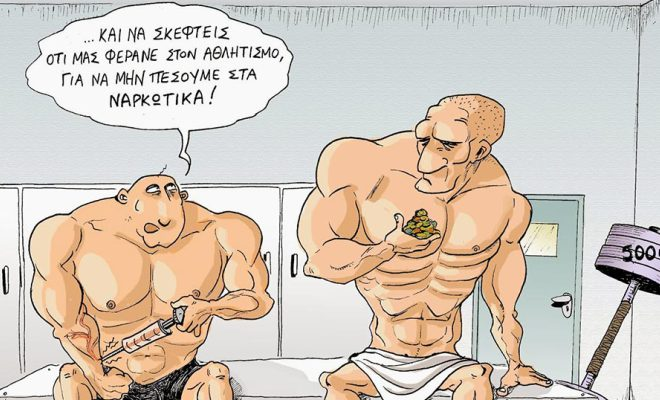 ...ΚΑΙ ΝΑ ΣΚΕΦΤΕΙΣ
ΟΤΙ ΜΑΣ ΦΕΡΑΝΕ ΣΤΟΝ ΑΘΛΗΤΙΣΜΟ,
ΓΙΑ ΝΑ ΜΗΝ ΠΕΣΟΥΜΕ ΣΤΑ
ΝΑΡΚΩΤΙΚΑ!
500